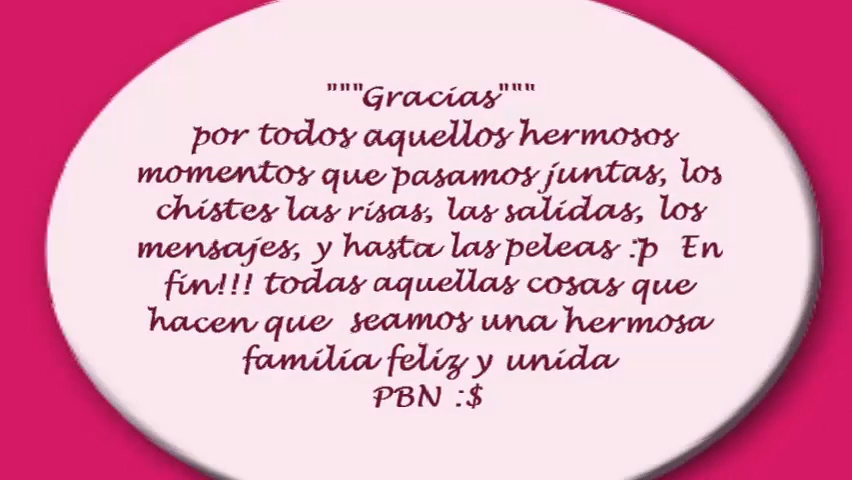 """Gracias"""
por todos aquellos hermosos
momentos que pasamos juntas, los
chistes las risas, las salidas, los
mensajes, y hasta las peleas :p  En
fin!!! todas aquellas cosas que
hacen que  seamos una hermosa
familia feliz y unida
PBN :$